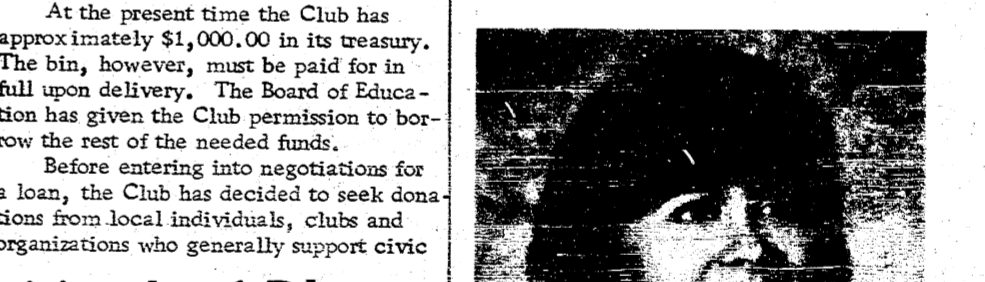 At the present time the Club has
approximately $1,000.00 in its treasury.
The bin, however, must be paid for in
full upon delivery. The Board of Educa-
tion has given the Club permission to bor-
row the rest of the needed funds.
Before entering into negotiations for
a loan, the Club has decided to seek dona-
tions from local individuals, clubs and
organizations who generally support civic